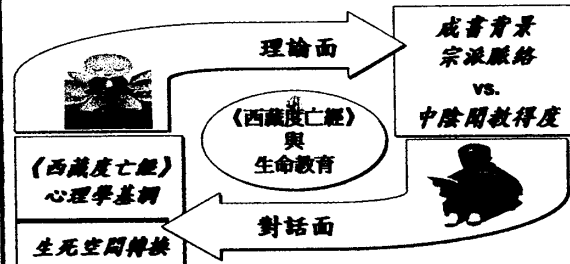 理論面
成書背景
宗派脈絡
vs.
中陰聞教得度
《西藏度亡經》
與
生命教育
《西藏度亡經》
心理學基調
對話面
生死空間轉換